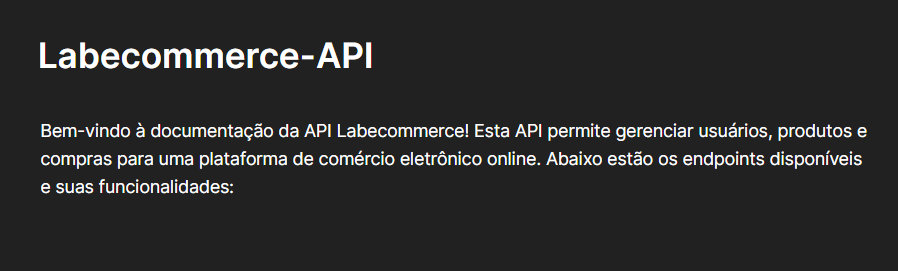 Labecommerce-API
Bem-vindo à documentação da API Labecommerce! Esta API permite gerenciar usuários, produtos e
compras para uma plataforma de comércio eletrônico online. Abaixo estão os endpoints disponíveis
e suas funcionalidades: